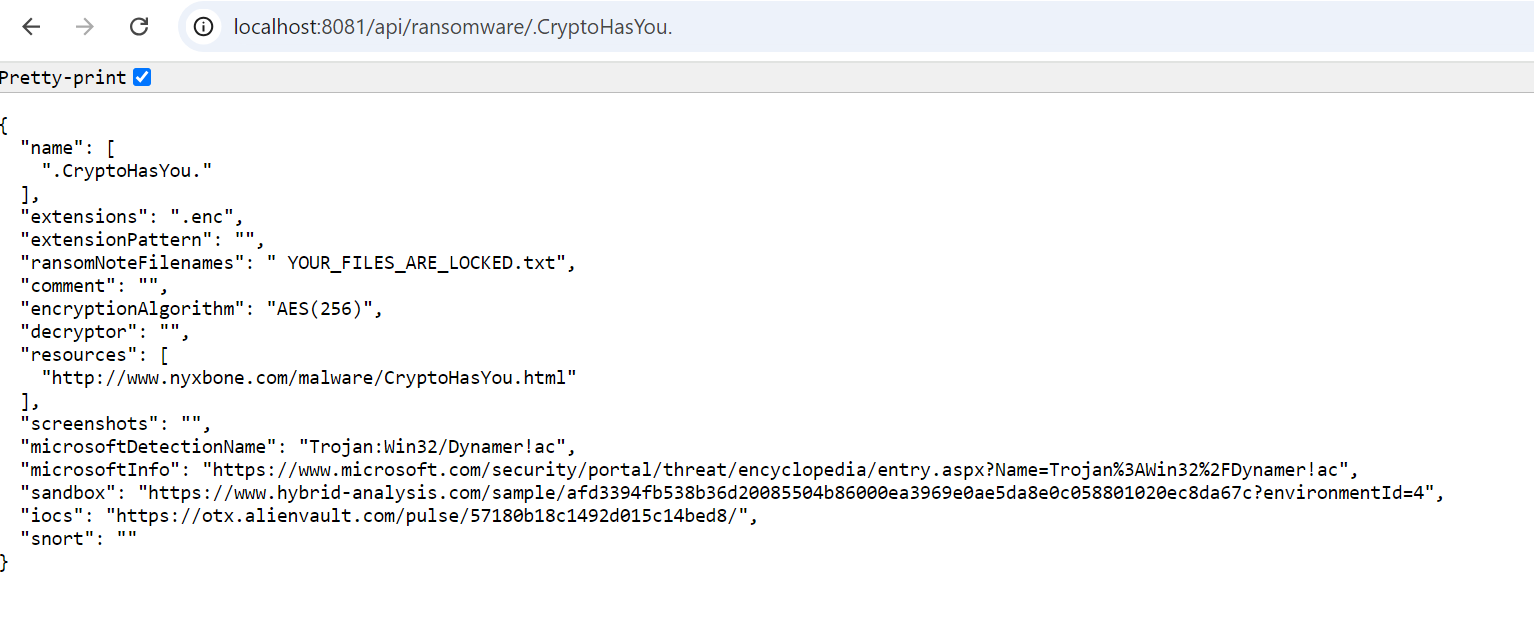 localhost:8081/api/ransomware/.CryptoHasYou.
Pretty-print
{
"name": [
".CryptoHasYou."
],
"extensions": ".enc",
"extensionPattern": "",
"ransomNoteFilenames": " YOUR_FILES_ARE_LOCKED.txt",
"comment": "",
"encryptionAlgorithm": "AES(256)",
"decryptor": "",
"resources": [
"http://www.nyxbone.com/malware/CryptoHasYou.html"
],
"screenshots": "",
"microsoftDetectionName": "Trojan:Win32/Dynamer!ac",
"microsoftInfo": "https://www.microsoft.com/security/portal/threat/encyclopedia/entry.aspx?Name=Trojan%3AWin32%2FDynamer!ac",
"sandbox": "https://www.hybrid-analysis.com/sample/afd3394fb538b36d20085504b86000ea3969e0ae5da8e0c058801020ec8da67c?environmentId=4",
"iocs": "https://otx.alienvault.com/pulse/57180b18c1492d015c14bed8/",
"snort": ""
}